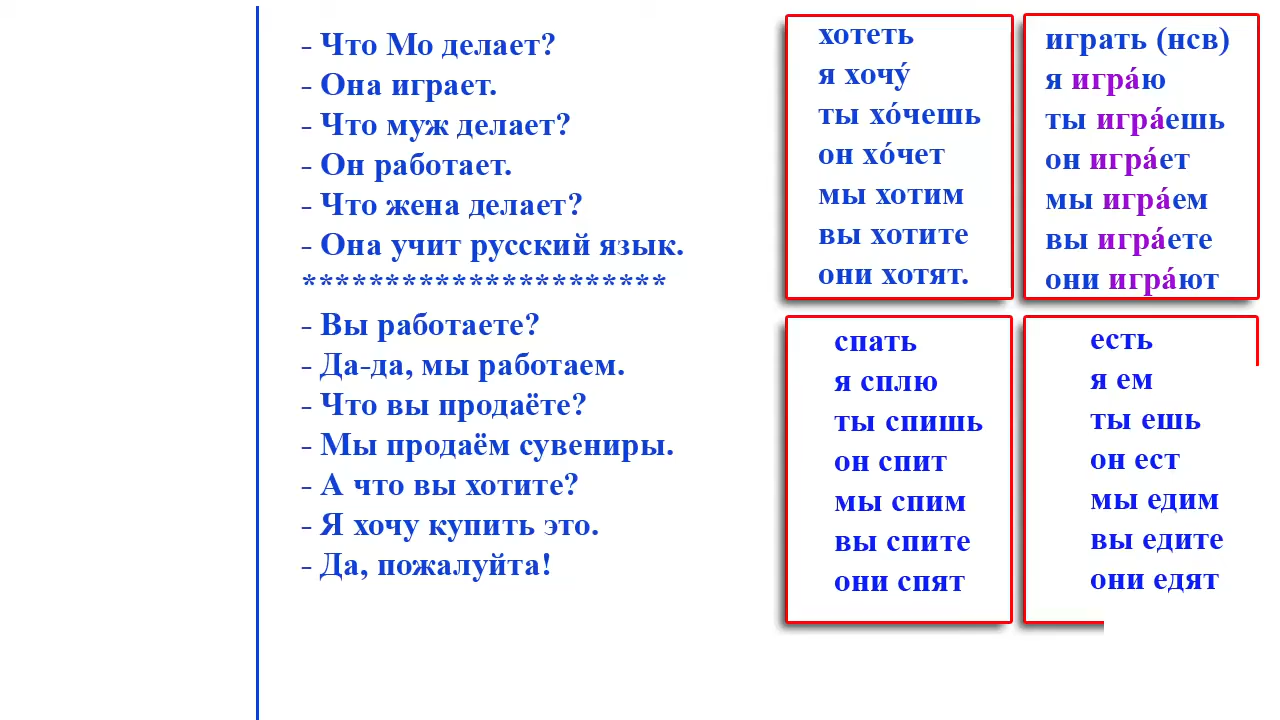 - Что Мо делает?
- Она играет.
- Что муж делает?
- Он работает.
- Что жена делает?
- Она учит русский язык.
**********************
- Вы работаете?
- Да-да, мы работаем.
- Что вы продаёте?
- Мы продаём сувениры.
- А что вы хотите?
- Я хочу купить это.
- Да, пожалуйта!
хотеть
я хочу́
ты хо́чешь
он хо́чет
мы хотим
вы хотите
они хотят.
играть (нсв)
я игра́ю
ты игра́ешь
он игра́ет
мы игра́ем
вы игра́ете
они игра́ют
спать
я сплю
ты спишь
он спит
мы спим
вы спите
они спят
есть
я ем
ты ешь
он ест
мы едим
вы едите
они едят